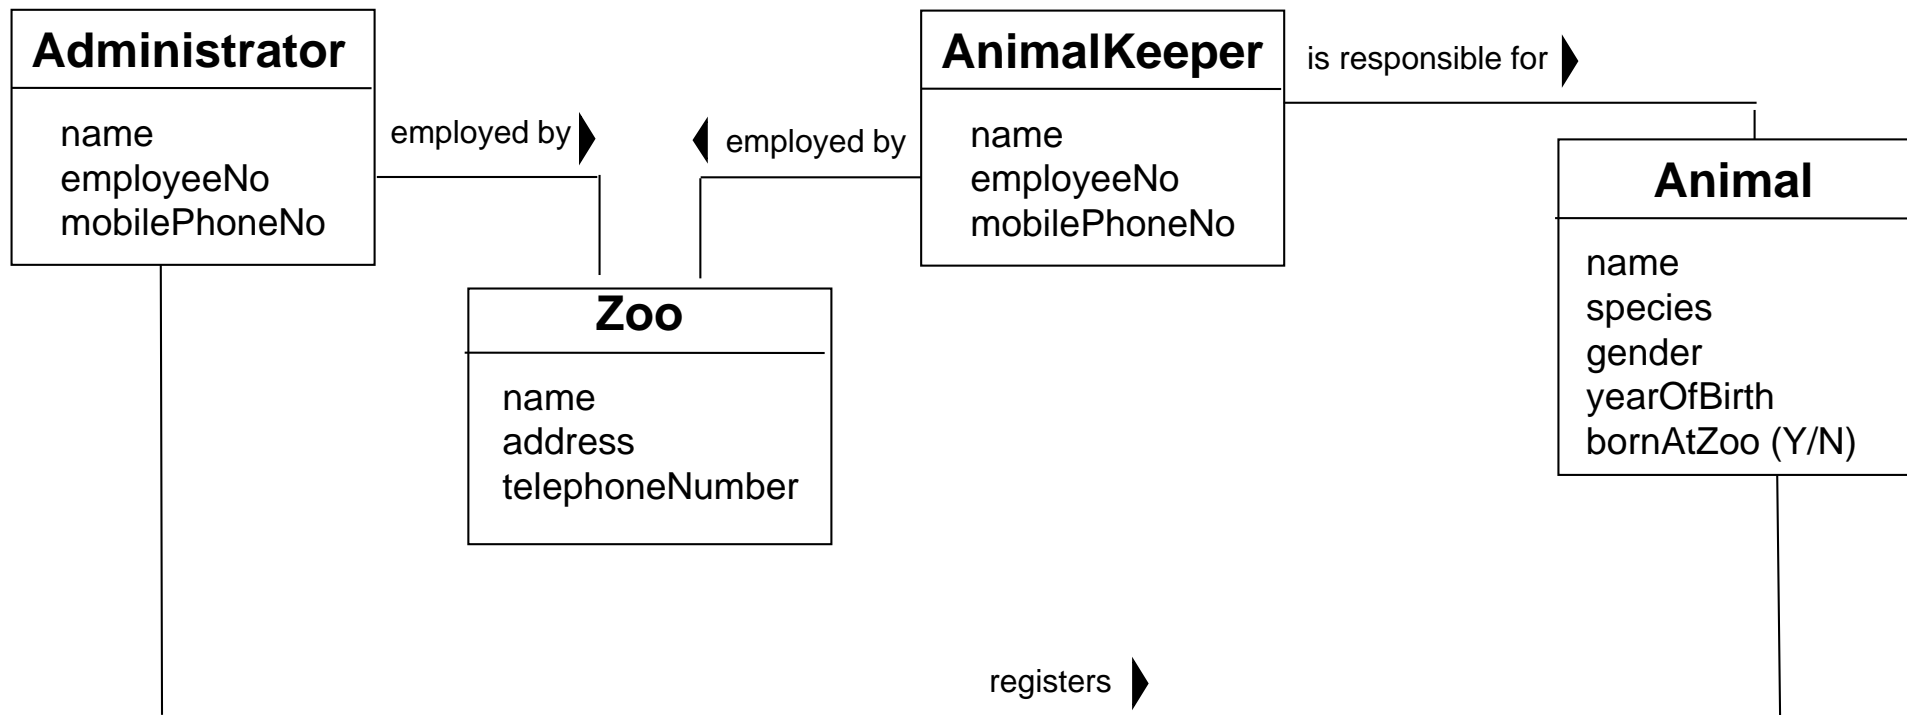 Administrator
name
employeeNo
mobilePhoneNo
employed by
Zoo
name
address
telephoneNumber
employed by
AnimalKeeper
name
employeeNo
mobilePhoneNo
is responsible for
Animal
name
species
gender
yearOfBirth
bornAtZoo (Y/N)
registers